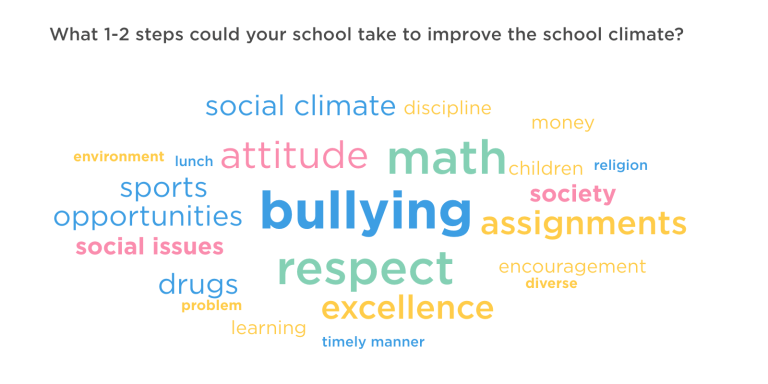 What 1-2 steps could your school take to improve the school climate?
social climate discipline
money
environment lunch attitude math children religion
sports
society
opportunities bullying assignments
social issues
respect encouragement
drugs diverse
problem excellence
learning
timely manner